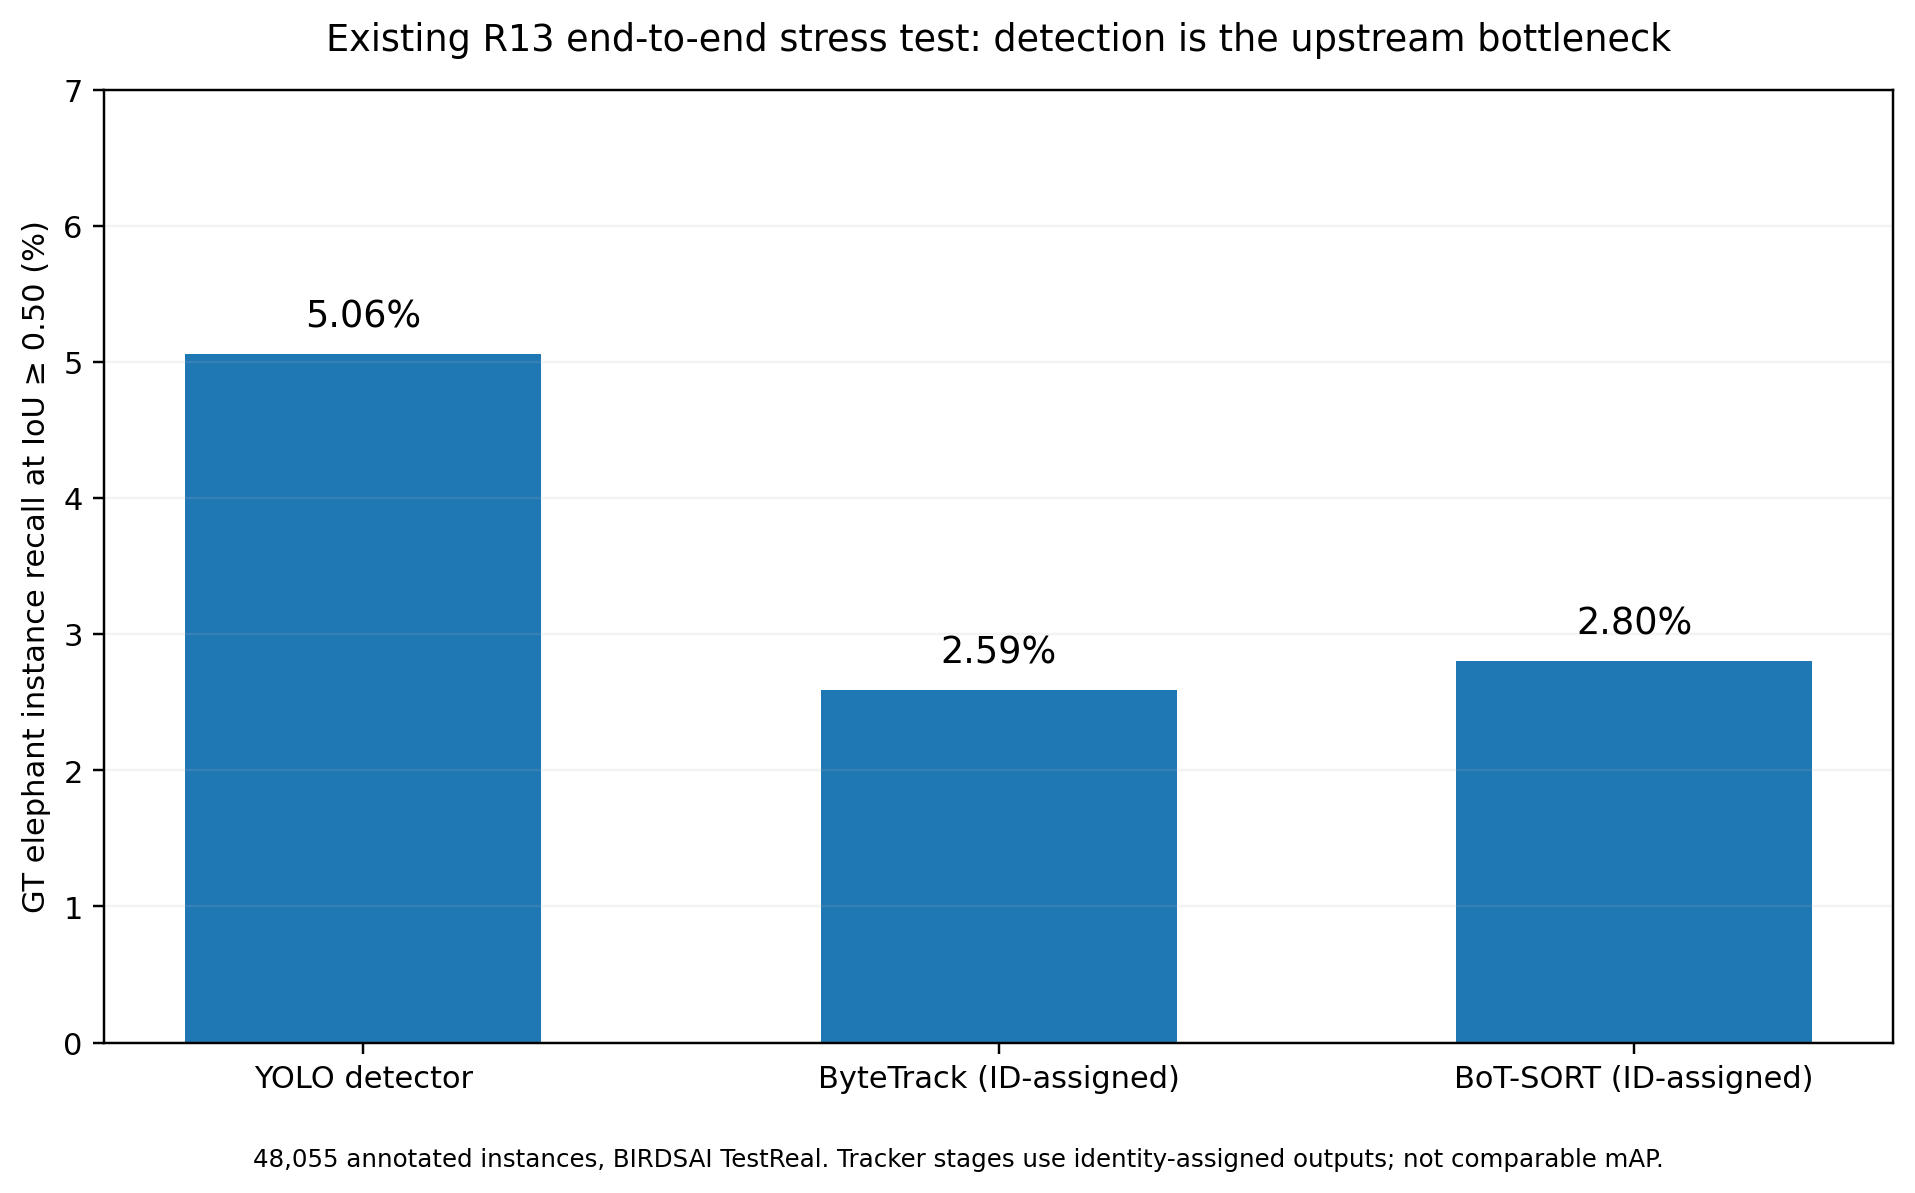 Existing R13 end-to-end stress test: detection is the upstream bottleneck
GT elephant instance recall at IoU ≥ 0.50 (%)
7
6
5
4
3
2
1
0
5.06%
2.59%
2.80%
YOLO detector
ByteTrack (ID-assigned)
BoT-SORT (ID-assigned)
48,055 annotated instances, BIRDSAI TestReal. Tracker stages use identity-assigned outputs; not comparable mAP.